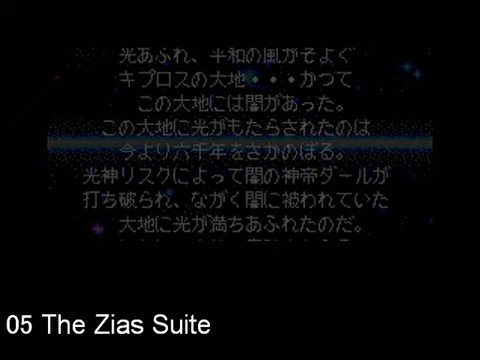 光あふれ、平和の風がそよぐ
キプロスの大地・・・かつて
この大地には闇があった。
この大地に光がもたらされたのは
今より六千年をさかのぼる。
光神リスクによって闇の神帝ダールが
打ち破られ、ながく闇に被われていた
大地に光が満ちあふれたのだ。
05 The Zias Suite